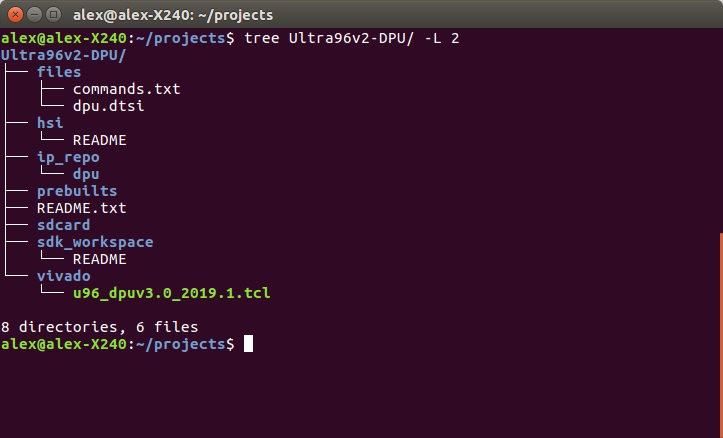 alex@alex-X240: ~/projects
alex@alex-X240:~/projects$ tree Ultra96v2-DPU/ -L 2
Ultra96v2-DPU/
├── files
│   ├── commands.txt
│   └── dpu.dtsi
├── hsi
│   └── README
├── ip_repo
│   └── dpu
├── prebuilts
├── README.txt
├── sdcard
├── sdk_workspace
│   └── README
└── vivado
    └── u96_dpuv3.0_2019.1.tcl
8 directories, 6 files
alex@alex-X240:~/projects$